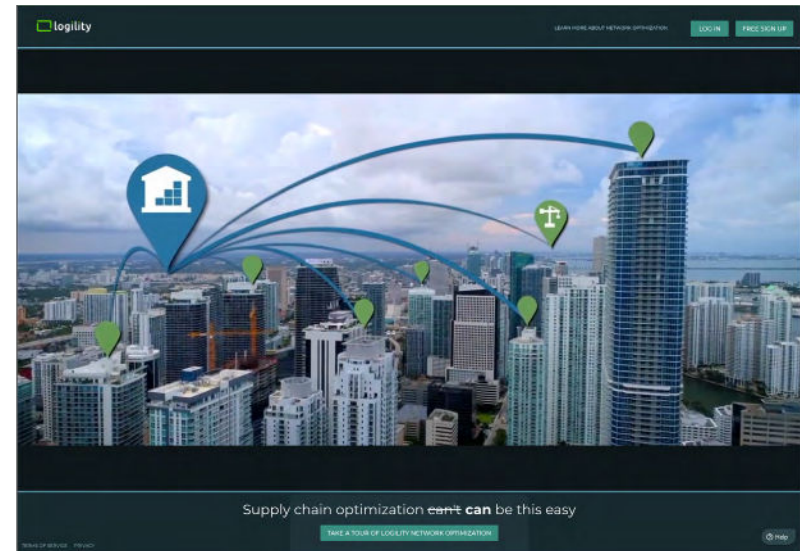 logility
LEARN MORE ABOUT NETWORK OPTIMIZATION
LOG IN
FREE SIGN UP
Supply chain optimization can't can be this easy
TAKE A TOUR OF LOGILITY NETWORK OPTIMIZATION
TERMS OF SERVICE PRIVACY
Help